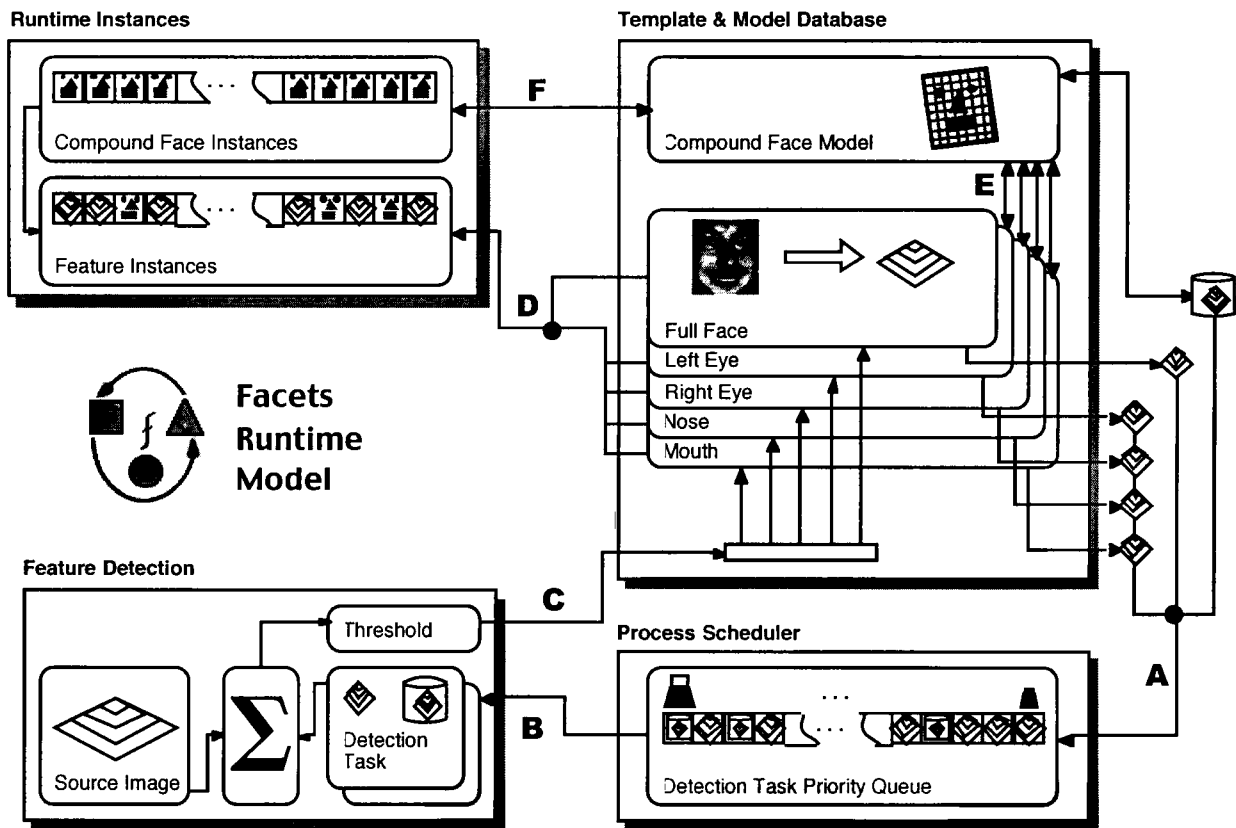 Runtime Instances
Template & Model Database
Compound Face Instances
F
Compound Face Model
E
Feature Instances
D
Full Face
Left Eye
Right Eye
Nose
Mouth
Facets
Runtime
Model
Feature Detection
C
Threshold
Process Scheduler
A
B
Source Image
Σ
Detection
Task
Detection Task Priority Queue